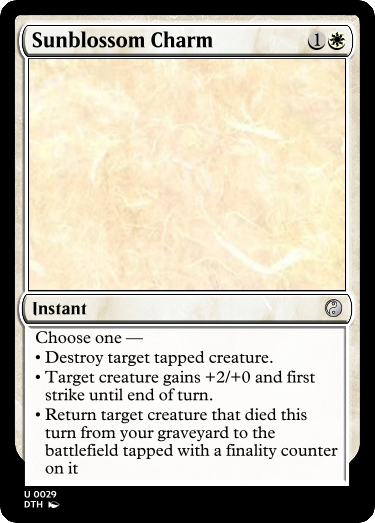 Sunblossom Charm 1
Instant
Choose one —
• Destroy target tapped creature.
• Target creature gains +2/+0 and first
strike until end of turn.
• Return target creature that died this
turn from your graveyard to the
battlefield tapped with a finality counter
on it
U 0029
DTH